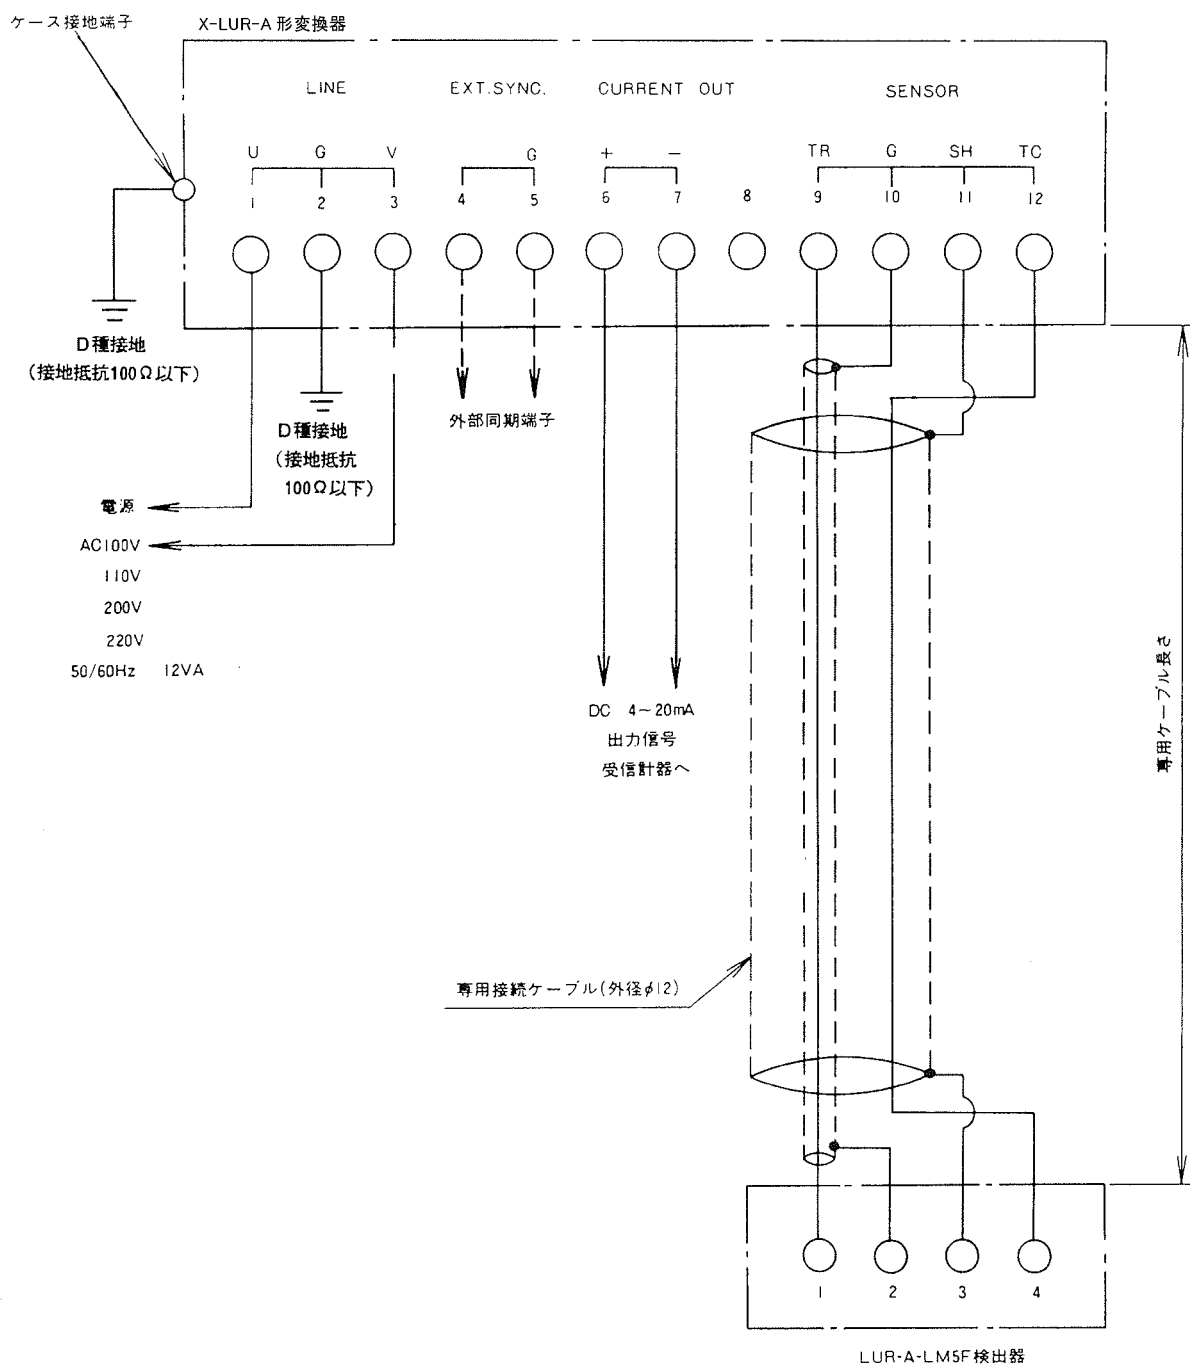 ケース接地端子
X-LUR-A 形変換器
LINE EXT.SYNC. CURRENT OUT SENSOR
U G V G + − TR G SH TC
1 2 3 4 5 6 7 8 9 10 11 12
D種接地
(接地抵抗100Ω以下)
外部同期端子
D種接地
(接地抵抗
100Ω以下)
電源
AC100V
110V
200V
220V
50/60Hz 12VA
DC 4~20mA
出力信号
受信計器へ
専用ケーブル長さ
専用接続ケーブル(外径φ12)
1 2 3 4
LUR-A-LM5F検出器